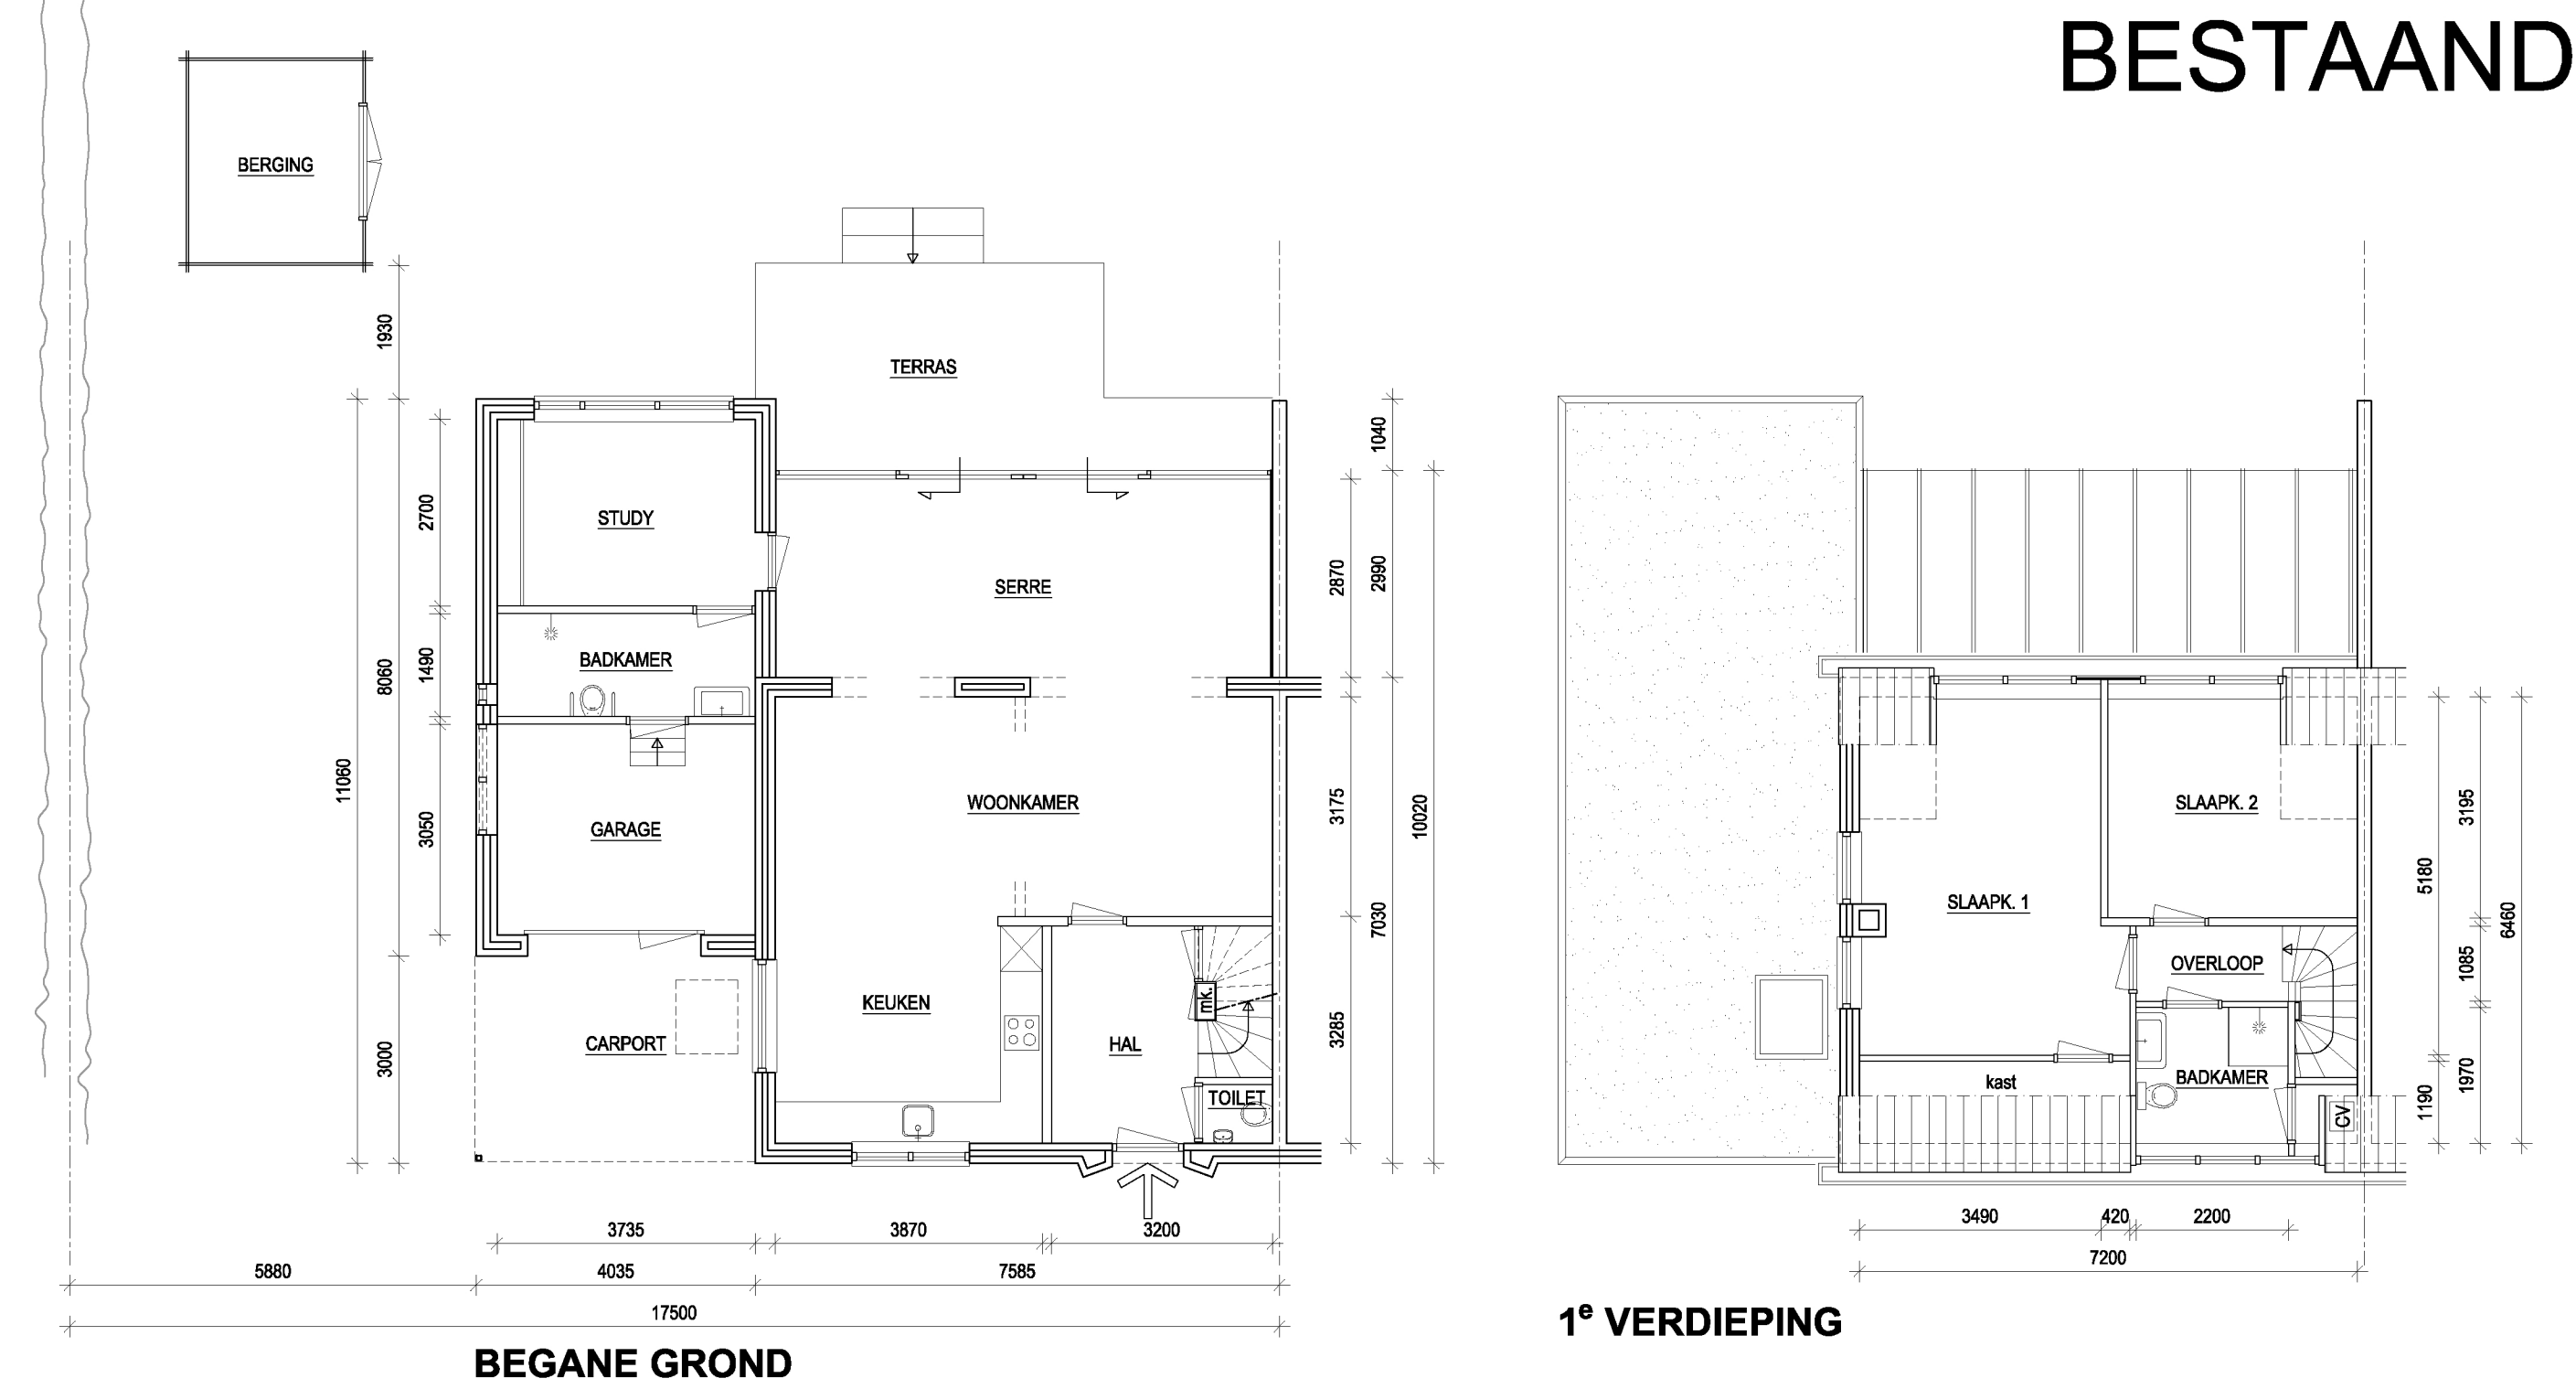 BESTAAND
BERGING
1930
TERRAS
1040
STUDY
2700
SERRE
2870
2990
BADKAMER
1490
8060
11060
WOONKAMER
3175
10020
GARAGE
3050
7030
KEUKEN
mk.
HAL
3285
CARPORT
3000
TOILET
3735
3870
3200
5880
4035
7585
17500
BEGANE GROND
SLAAPK. 2
3195
SLAAPK. 1
5180
6460
OVERLOOP
1085
BADKAMER
kast
1970
1190
CV
3490
420
2200
7200
1e VERDIEPING